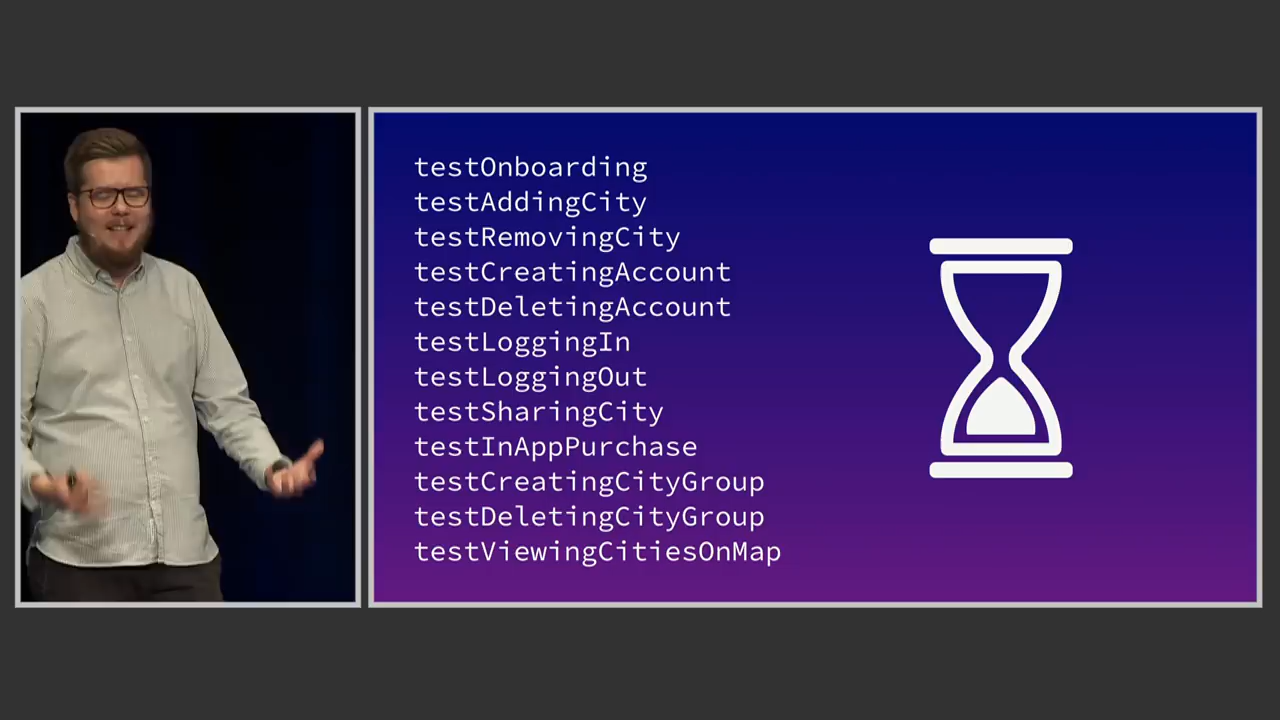 testOnboarding
testAddingCity
testRemovingCity
testCreatingAccount
testDeletingAccount
testLoggingIn
testLoggingOut
testSharingCity
testInAppPurchase
testCreatingCityGroup
testDeletingCityGroup
testViewingCitiesOnMap